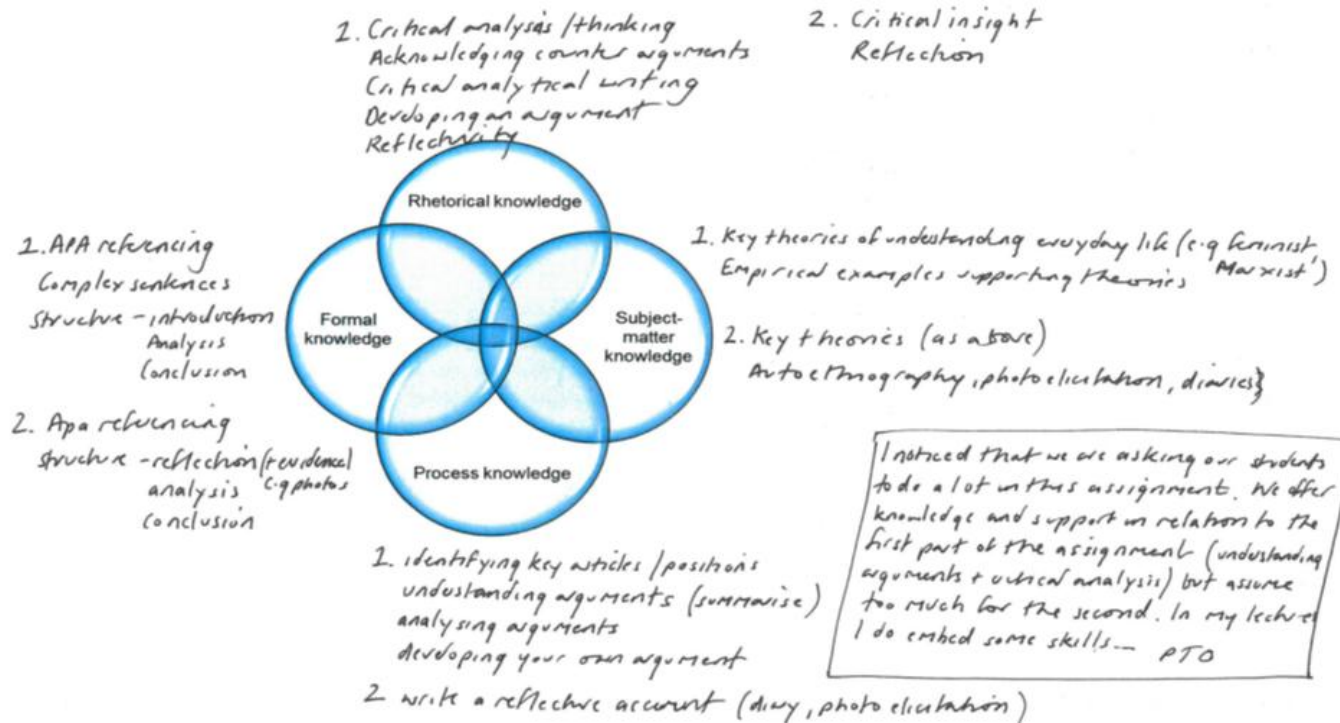 1. Critical analysis / thinking
Acknowledging counter arguments
Critical analytical writing
Developing an argument
Reflectivity
2. Critical insight
Reflection
Rhetorical knowledge
1. APA referencing
Complex sentences
Structure - introduction
Analysis
Conclusion
2. Apa referencing
Structure - reflection (+ evidence)
e.g photos
analysis
conclusion
Formal
knowledge
Subject-
matter
knowledge
1. Key theories of understanding everyday life (e.g feminist,
Marxist')
Empirical examples supporting theories
2. Key theories (as above)
Autoethnography, photo elicitation, diaries}
Process knowledge
1. identifying key articles / positions
understanding arguments (summarise)
analysing arguments
developing your own argument
2 write a reflective account (diary, photo elicitation)
I noticed that we are asking our students
to do a lot in this assignment. We offer
knowledge and support in relation to the
first part of the assignment (understanding
arguments + critical analysis) but assume
too much for the second. In my lectures
I do embed some skills...
PTO